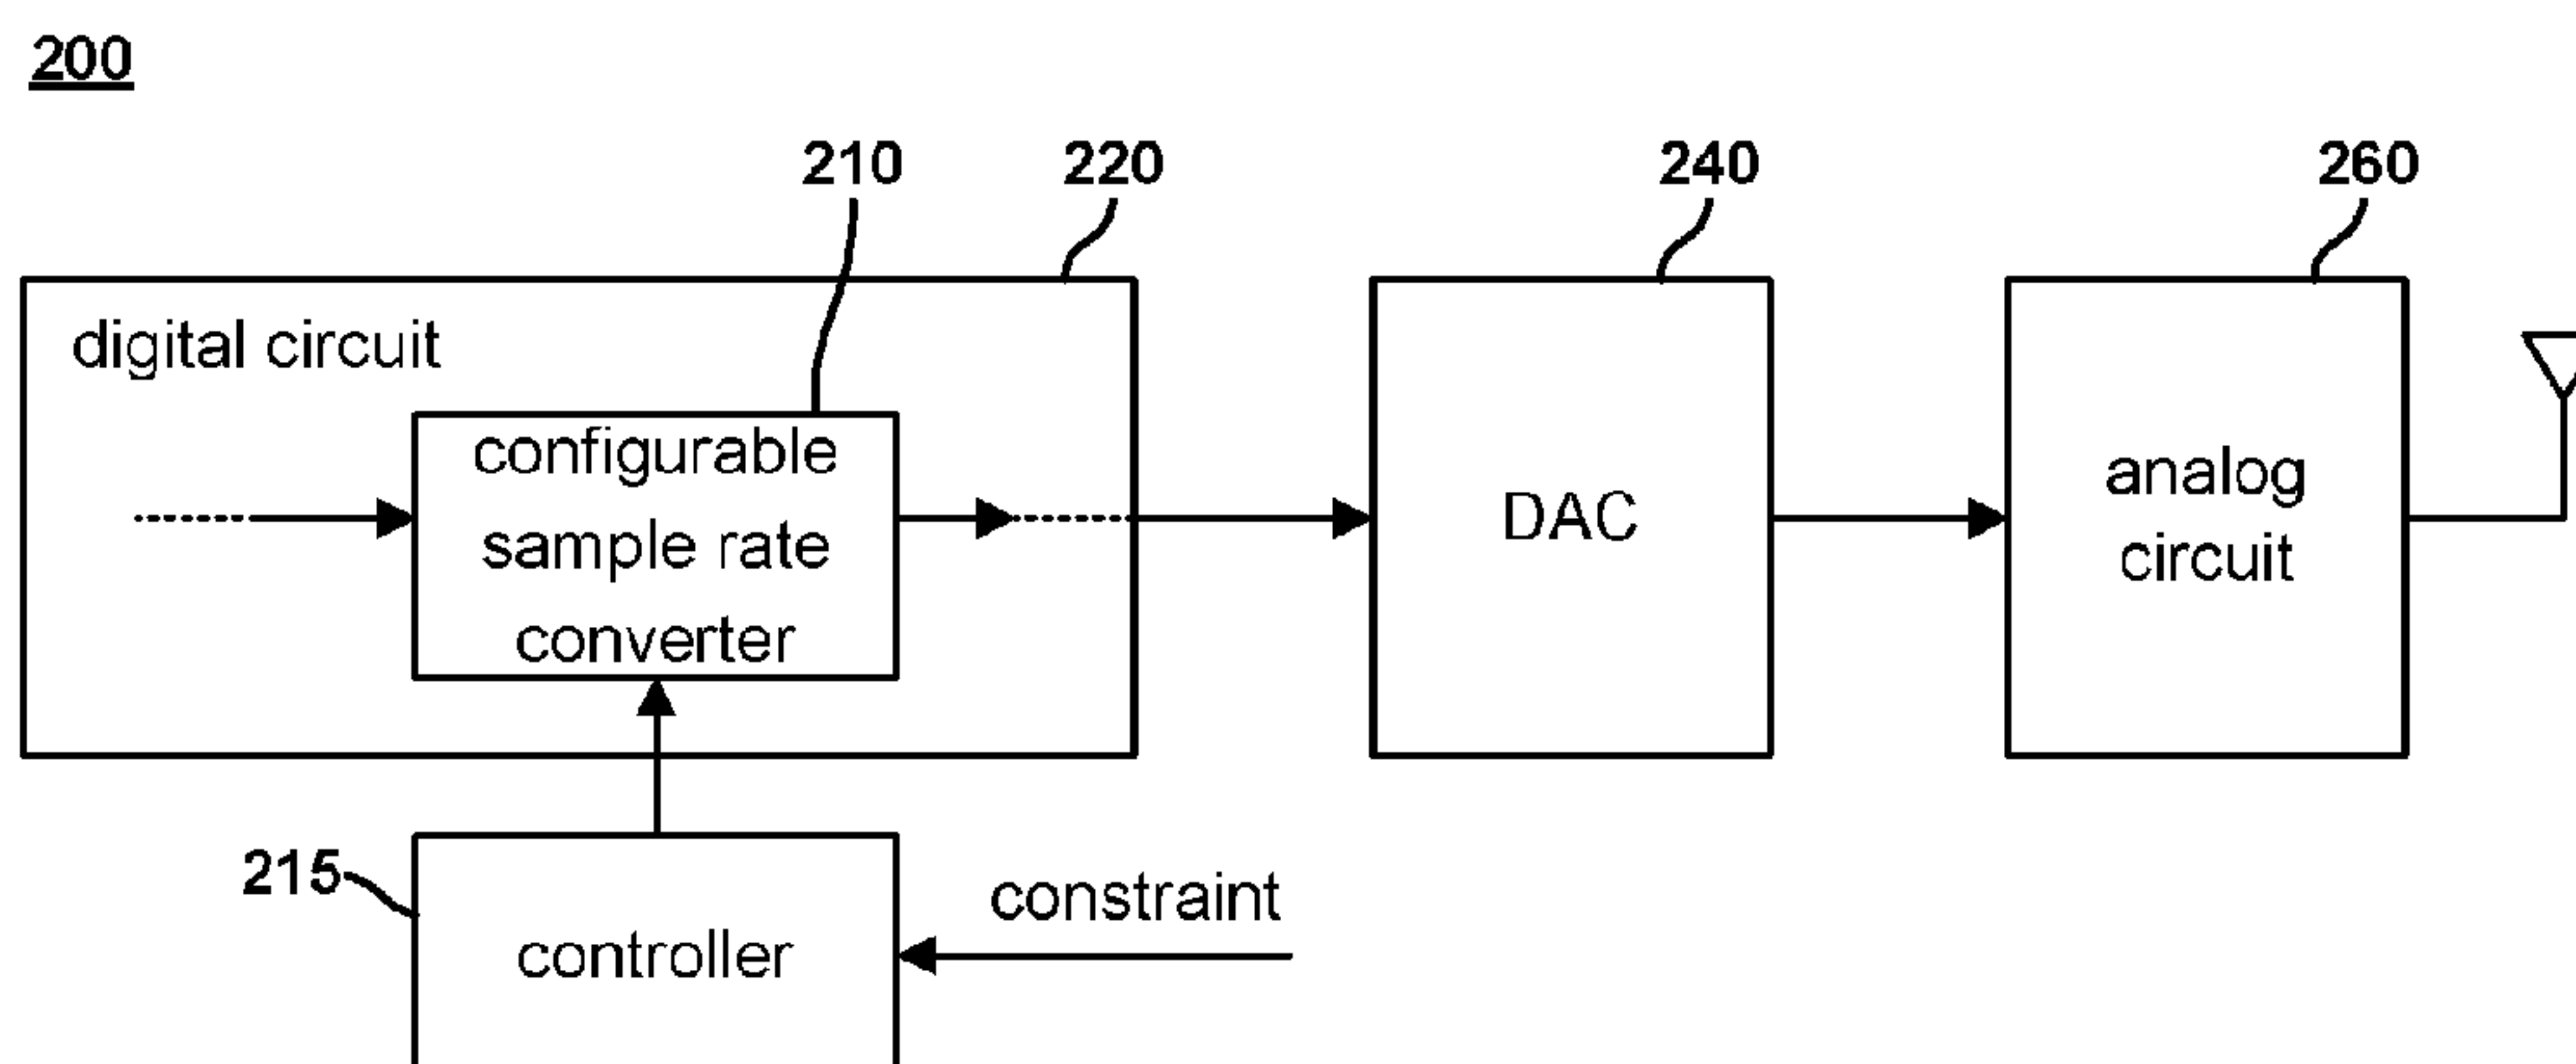 200
210
220
240
260
digital circuit
configurable
sample rate
converter
DAC
analog
circuit
215
constraint
controller